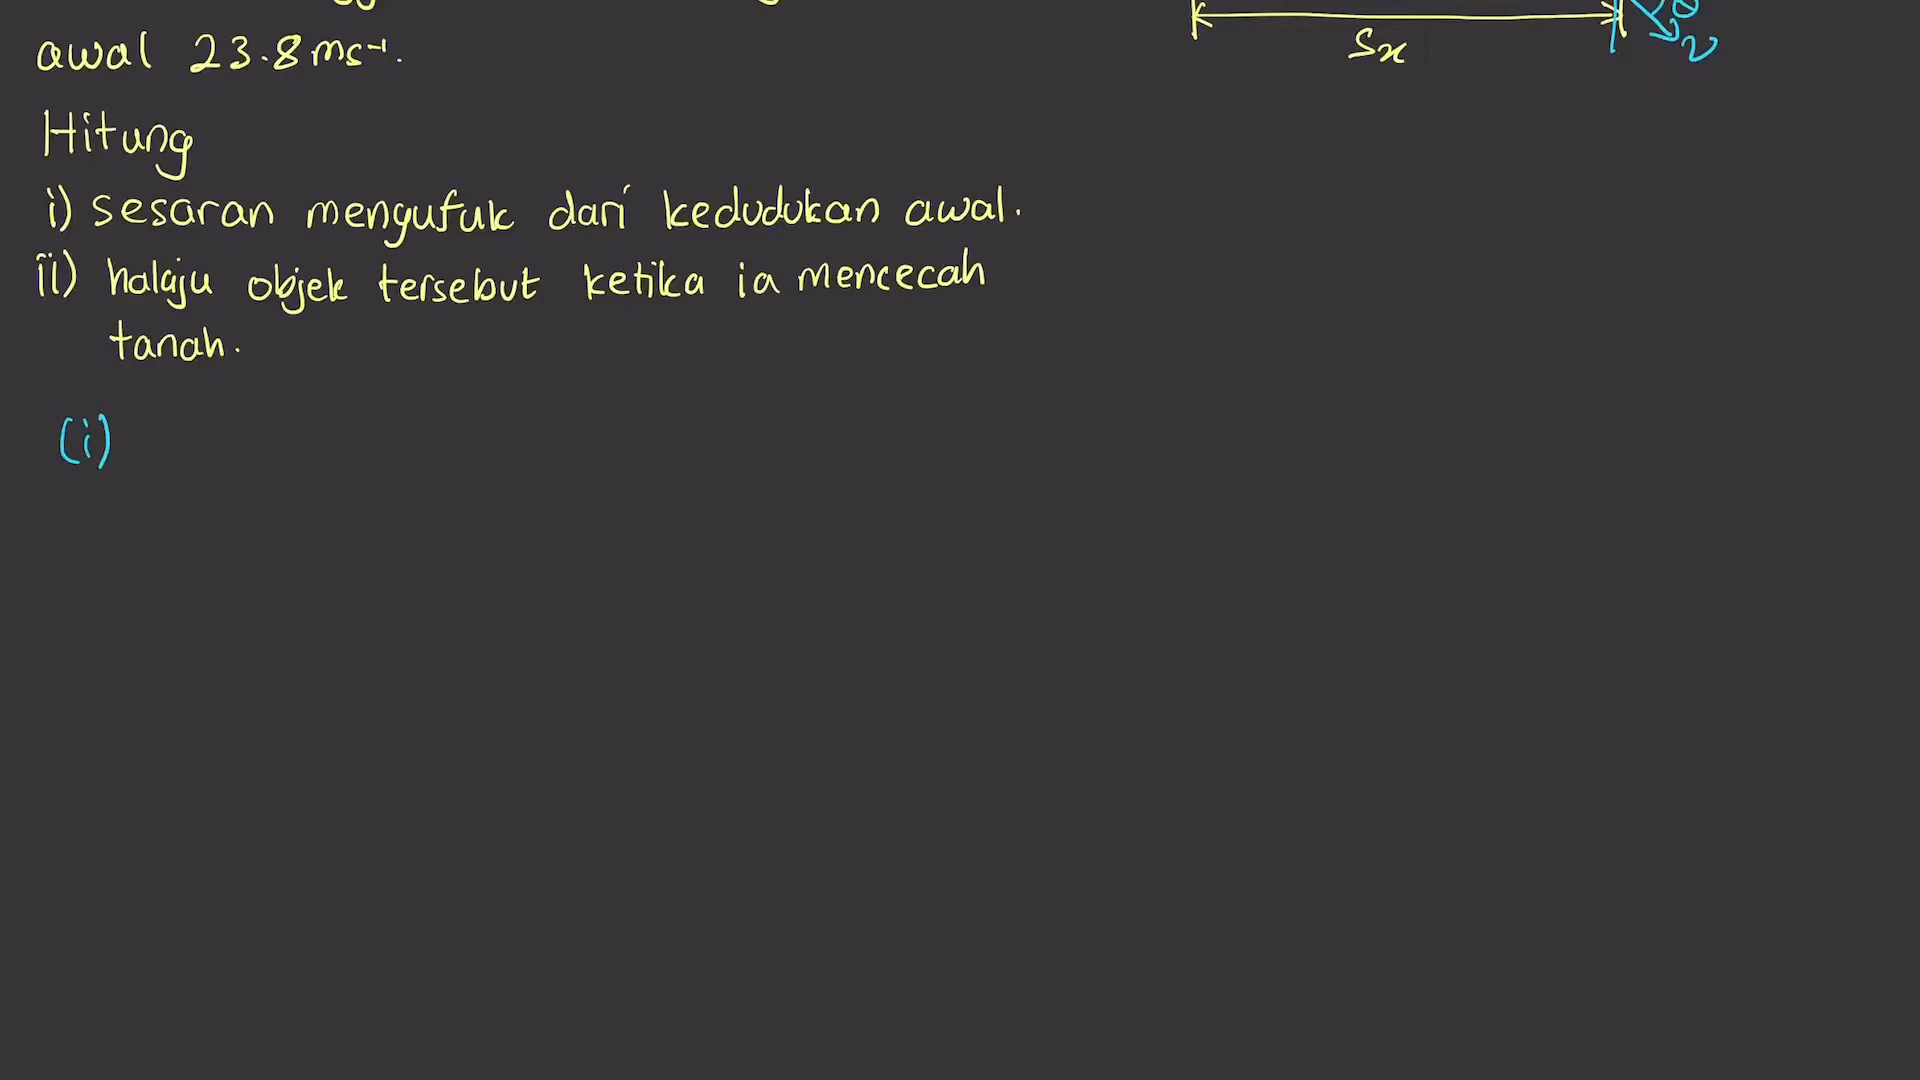 awal 23.8 ms⁻¹.
Sx
θ
v
Hitung
i) sesaran mengufuk dari kedudukan awal.
ii) halaju objek tersebut ketika ia mencecah
tanah.
(i)